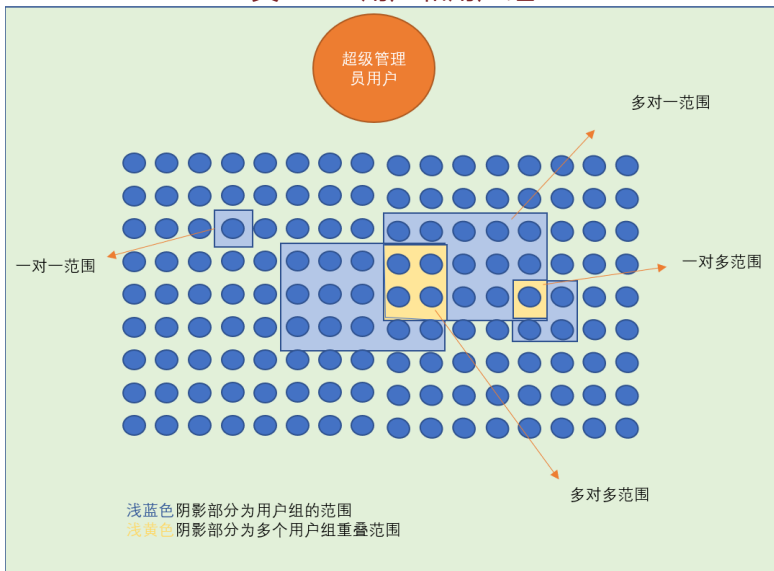 超级管理
员用户
多对一范围
一对一范围
一对多范围
多对多范围
浅蓝色阴影部分为用户组的范围
浅黄色阴影部分为多个用户组重叠范围